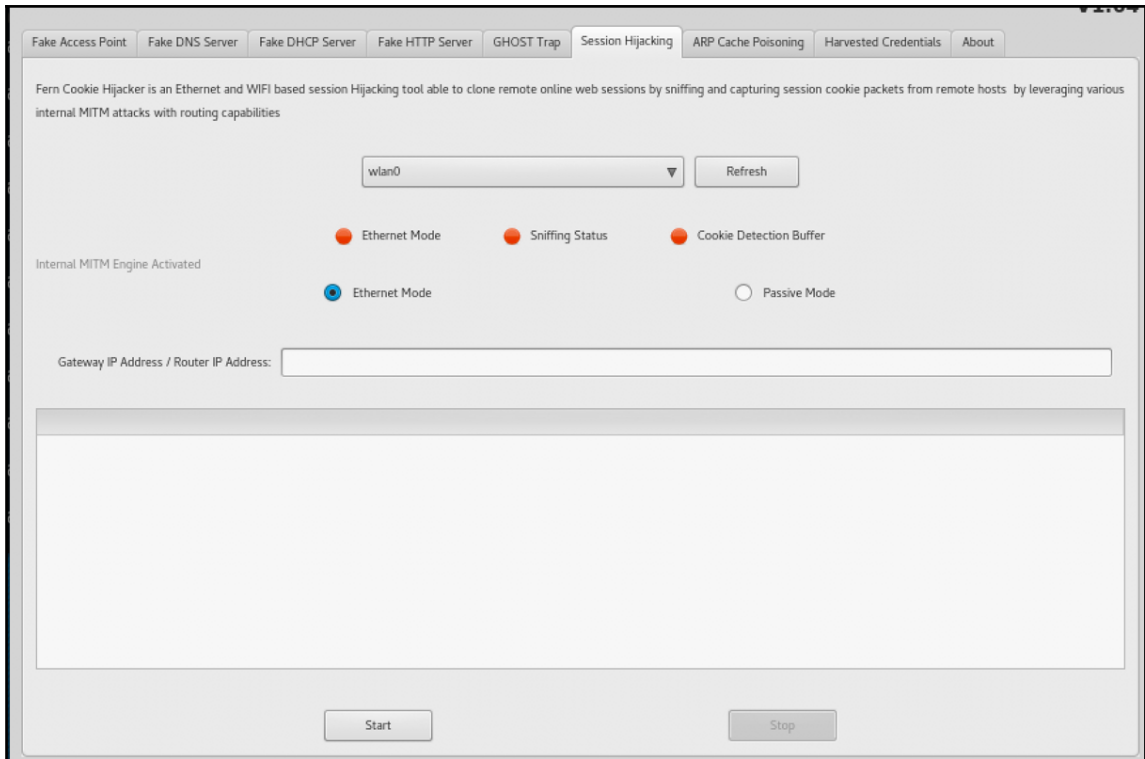 Fake Access Point Fake DNS Server Fake DHCP Server Fake HTTP Server GHOST Trap Session Hijacking ARP Cache Poisoning Harvested Credentials About
Fern Cookie Hijacker is an Ethernet and WIFI based session Hijacking tool able to clone remote online web sessions by sniffing and capturing session cookie packets from remote hosts by leveraging various
internal MITM attacks with routing capabilities
wlan0 Refresh
Ethernet Mode Sniffing Status Cookie Detection Buffer
Internal MITM Engine Activated
Ethernet Mode Passive Mode
Gateway IP Address / Router IP Address:
Start Stop